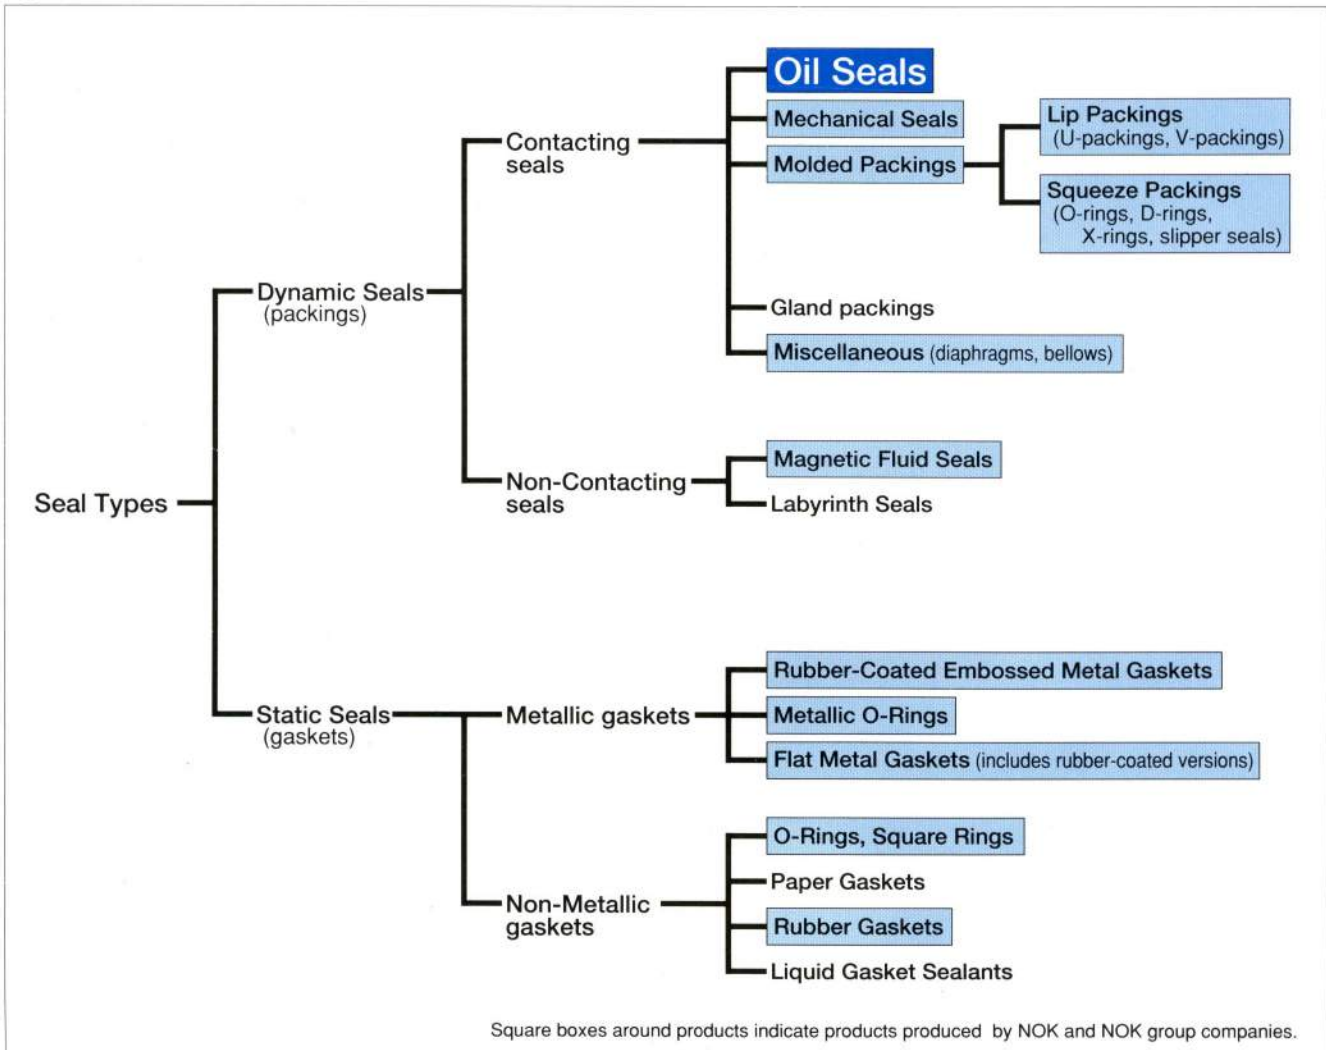 Oil Seals
Mechanical Seals
Lip Packings
(U-packings, V-packings)
Contacting
seals
Molded Packings
Squeeze Packings
(O-rings, D-rings,
X-rings, slipper seals)
Dynamic Seals
(packings)
Gland packings
Miscellaneous (diaphragms, bellows)
Magnetic Fluid Seals
Non-Contacting
seals
Labyrinth Seals
Seal Types
Rubber-Coated Embossed Metal Gaskets
Static Seals
(gaskets)
Metallic gaskets
Metallic O-Rings
Flat Metal Gaskets (includes rubber-coated versions)
O-Rings, Square Rings
Paper Gaskets
Non-Metallic
gaskets
Rubber Gaskets
Liquid Gasket Sealants
Square boxes around products indicate products produced by NOK and NOK group companies.